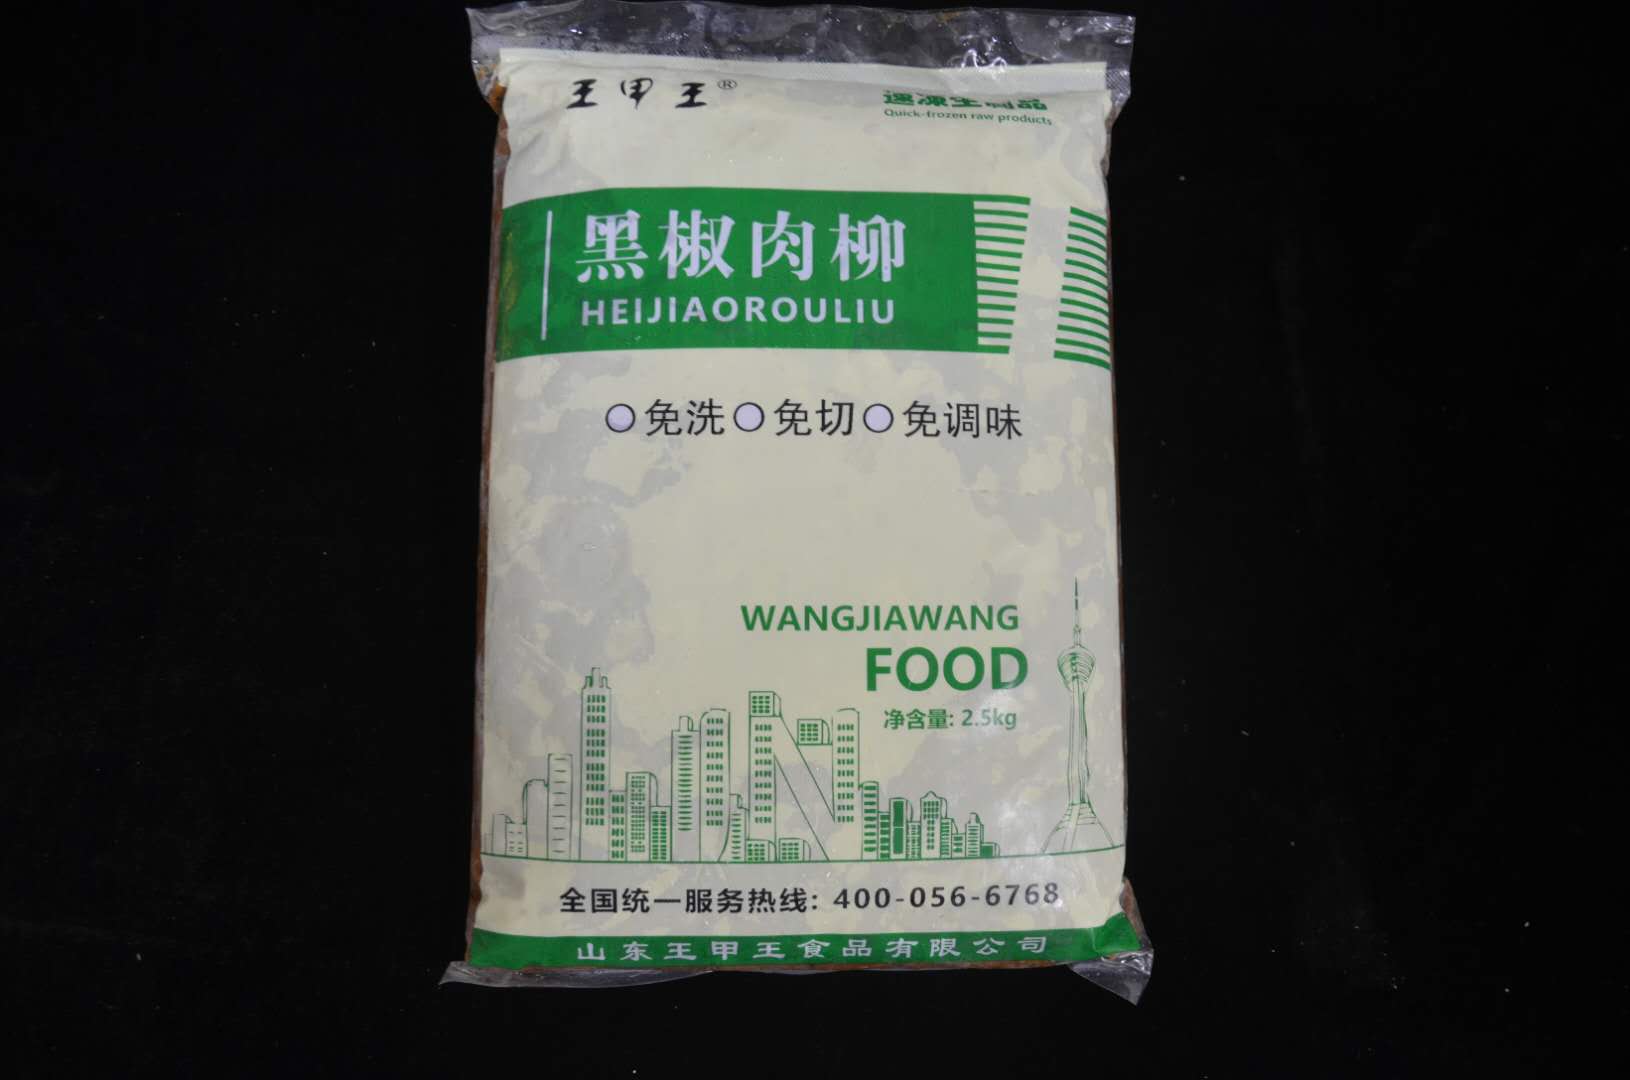 王甲王®
速凍生制品
Quick-frozen raw products
黑椒肉柳
HEIJIAOROULIU
免洗 免切 免调味
WANGJIAWANG
FOOD
净含量: 2.5kg
全国统一服务热线: 400-056-6768
山东王甲王食品有限公司